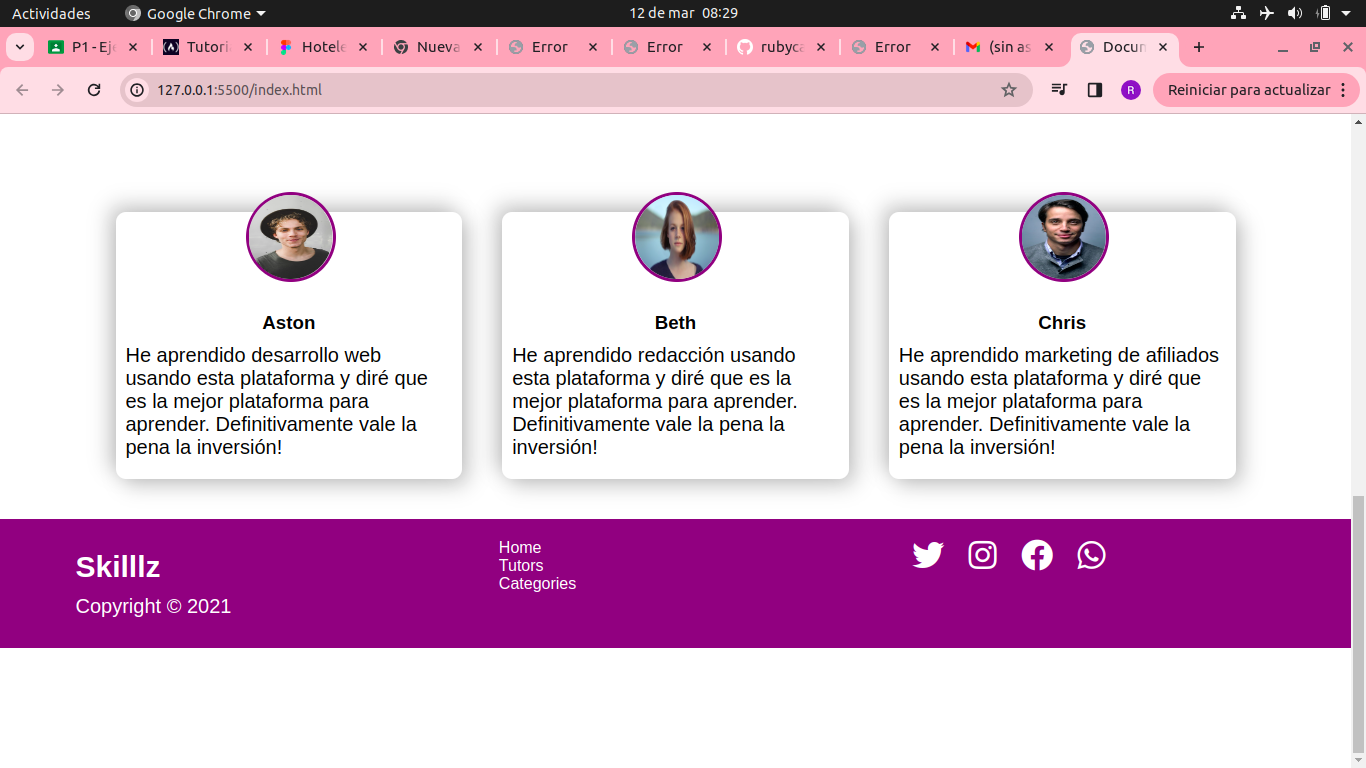 Actividades
Google Chrome
12 de mar 08:29
P1 - Eje
Tutoria
Hotele
Nueva
Error
Error
rubyca
Error
(sin as
Docum
127.0.0.1:5500/index.html
R
Reiniciar para actualizar
Aston
He aprendido desarrollo web
usando esta plataforma y diré que
es la mejor plataforma para
aprender. Definitivamente vale la
pena la inversión!
Beth
He aprendido redacción usando
esta plataforma y diré que es la
mejor plataforma para aprender.
Definitivamente vale la pena la
inversión!
Chris
He aprendido marketing de afiliados
usando esta plataforma y diré que
es la mejor plataforma para
aprender. Definitivamente vale la
pena la inversión!
Skilllz
Copyright © 2021
Home
Tutors
Categories